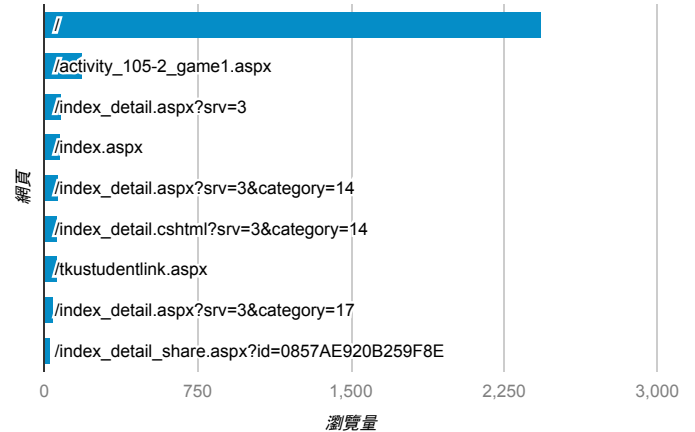 /
/activity_105-2_game1.aspx
/index_detail.aspx?srv=3
/index.aspx
/index_detail.aspx?srv=3&category=14
/index_detail.cshtml?srv=3&category=14
/tkustudentlink.aspx
/index_detail.aspx?srv=3&category=17
/index_detail_share.aspx?id=0857AE920B259F8E
網頁
0 750 1,500 2,250 3,000
瀏覽量